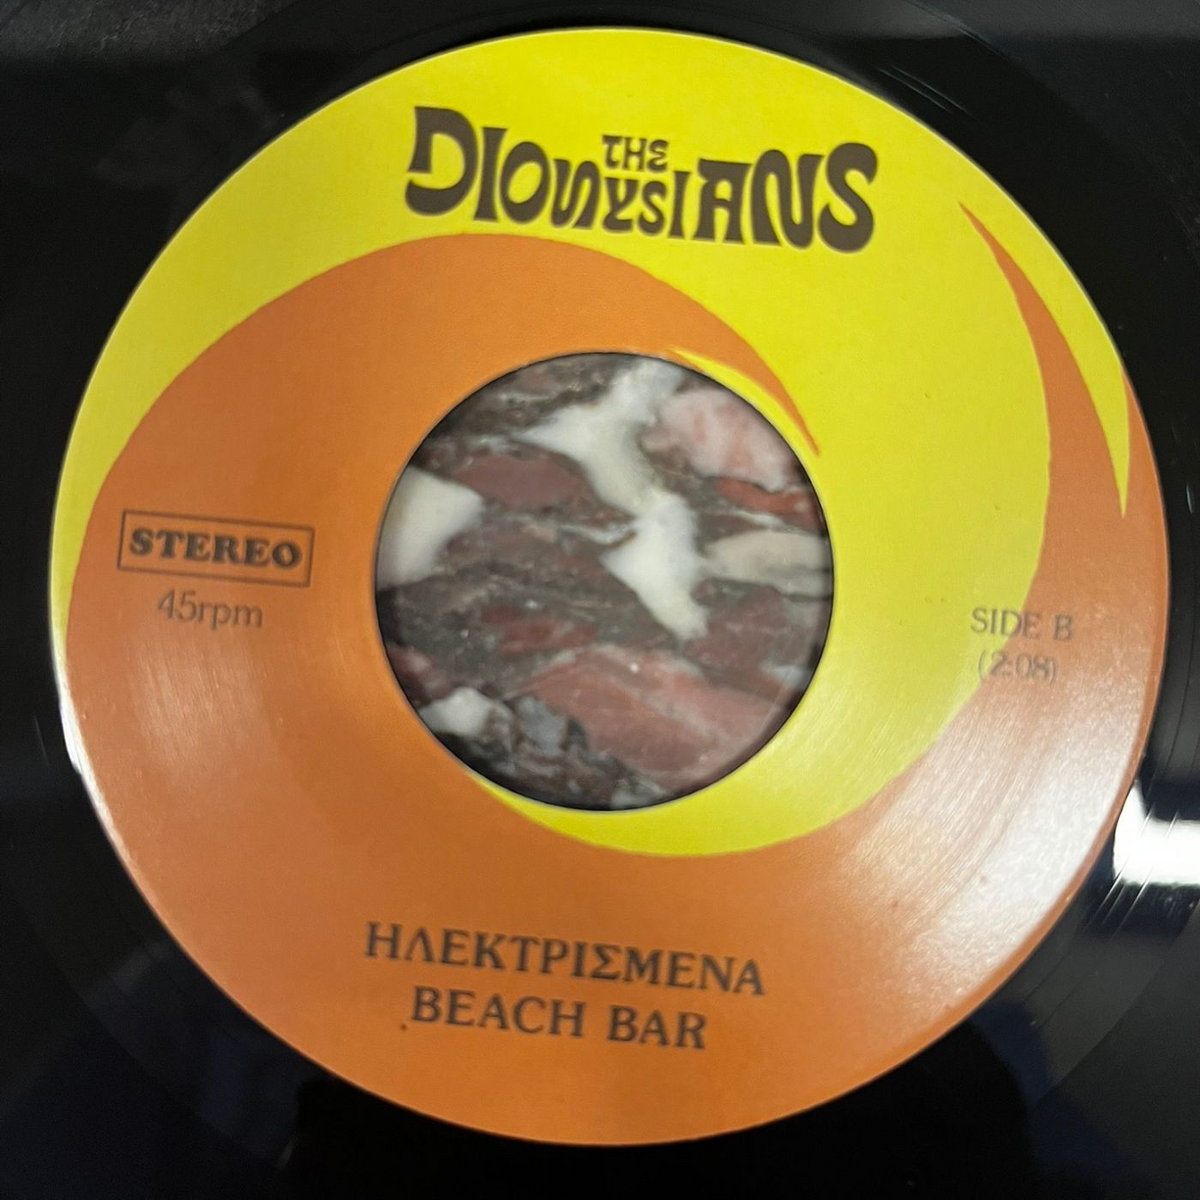 THE
DIONYSIANS
STEREO
45rpm
SIDE B
(2:08)
ΗΛΕΚΤΡΙΣΜΕΝΑ
BEACH BAR